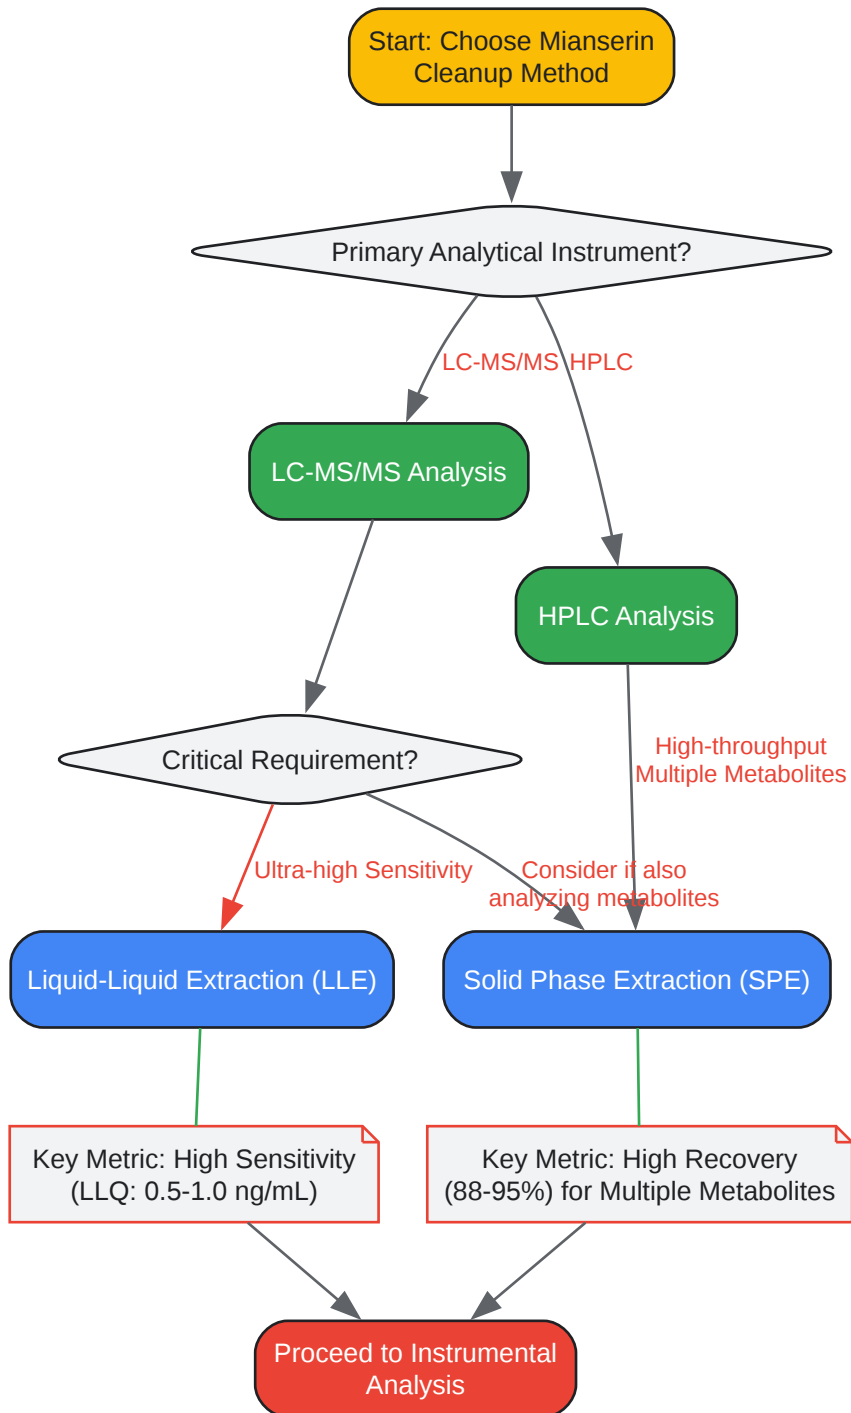 Start: Choose Mianserin
Cleanup Method
Primary Analytical Instrument?
LC-MS/MS
HPLC
LC-MS/MS Analysis
HPLC Analysis
High-throughput
Multiple Metabolites
Critical Requirement?
Ultra-high Sensitivity
Consider if also
analyzing metabolites
Liquid-Liquid Extraction (LLE)
Solid Phase Extraction (SPE)
Key Metric: High Sensitivity
(LLQ: 0.5-1.0 ng/mL)
Key Metric: High Recovery
(88-95%) for Multiple Metabolites
Proceed to Instrumental
Analysis